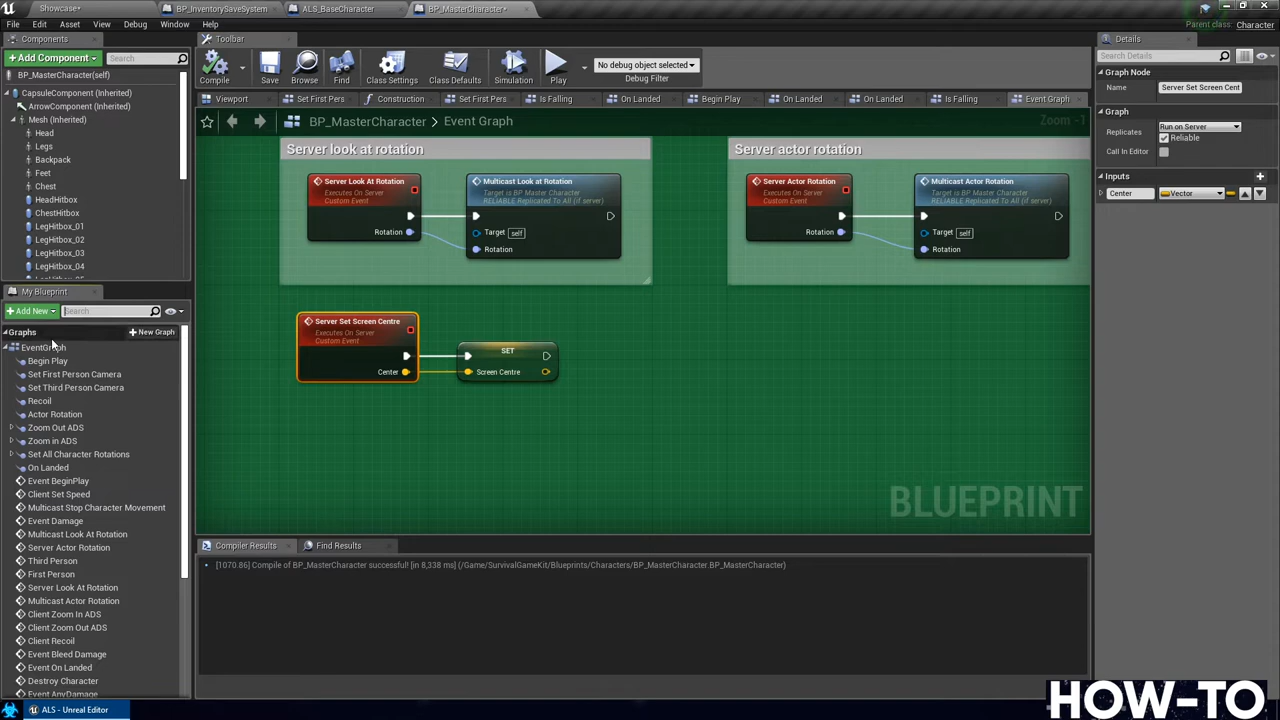 Showcase•
BP_InventorySaveSystem
ALS_BaseCharacter
BP_MasterCharacter•
File
Edit
Asset
View
Debug
Window
Help
Parent class: Character
Components
+ Add Component
Search
BP_MasterCharacter(self)
CapsuleComponent (Inherited)
ArrowComponent (Inherited)
Mesh (Inherited)
Head
Legs
Backpack
Feet
Chest
HeadHitbox
ChestHitbox
LegHitbox_01
LegHitbox_02
LegHitbox_03
LegHitbox_04
My Blueprint
+ Add New
Search
Graphs
New Graph
EventGraph
Begin Play
Set First Person Camera
Set Third Person Camera
Recoil
Actor Rotation
Zoom Out ADS
Zoom in ADS
Set All Character Rotations
On Landed
Event BeginPlay
Client Set Speed
Multicast Stop Character Movement
Event Damage
Multicast Look At Rotation
Server Actor Rotation
Third Person
First Person
Server Look At Rotation
Multicast Actor Rotation
Client Zoom In ADS
Client Zoom Out ADS
Client Recoil
Event Bleed Damage
Event On Landed
Destroy Character
Event AnyDamage
Toolbar
Compile
Save
Browse
Find
Class Settings
Class Defaults
Simulation
Play
No debug object selected
Debug Filter
Viewport
Set First Pers
Construction
Set First Pers
Is Falling
On Landed
Begin Play
On Landed
On Landed
Is Falling
Event Graph
BP_MasterCharacter > Event Graph
Zoom -1
Server look at rotation
Server Look At Rotation
Executes On Server
Custom Event
Rotation
Multicast Look at Rotation
Target is BP Master Character
RELIABLE Replicated To All (if server)
Target self
Rotation
Server actor rotation
Server Actor Rotation
Executes On Server
Custom Event
Rotation
Multicast Actor Rotation
Target is BP Master Character
RELIABLE Replicated To All (if server)
Target self
Rotation
Server Set Screen Centre
Executes On Server
Custom Event
Center
SET
Screen Centre
BLUEPRINT
Compiler Results
Find Results
[1070.86] Compile of BP_MasterCharacter successful! [in 8,338 ms] (/Game/SurvivalGameKit/Blueprints/Characters/BP_MasterCharacter.BP_MasterCharacter)
Details
Search Details
Graph Node
Name Server Set Screen Cent
Graph
Replicates Run on Server
Reliable
Call In Editor
Inputs
Center Vector
ALS - Unreal Editor
HOW-TO